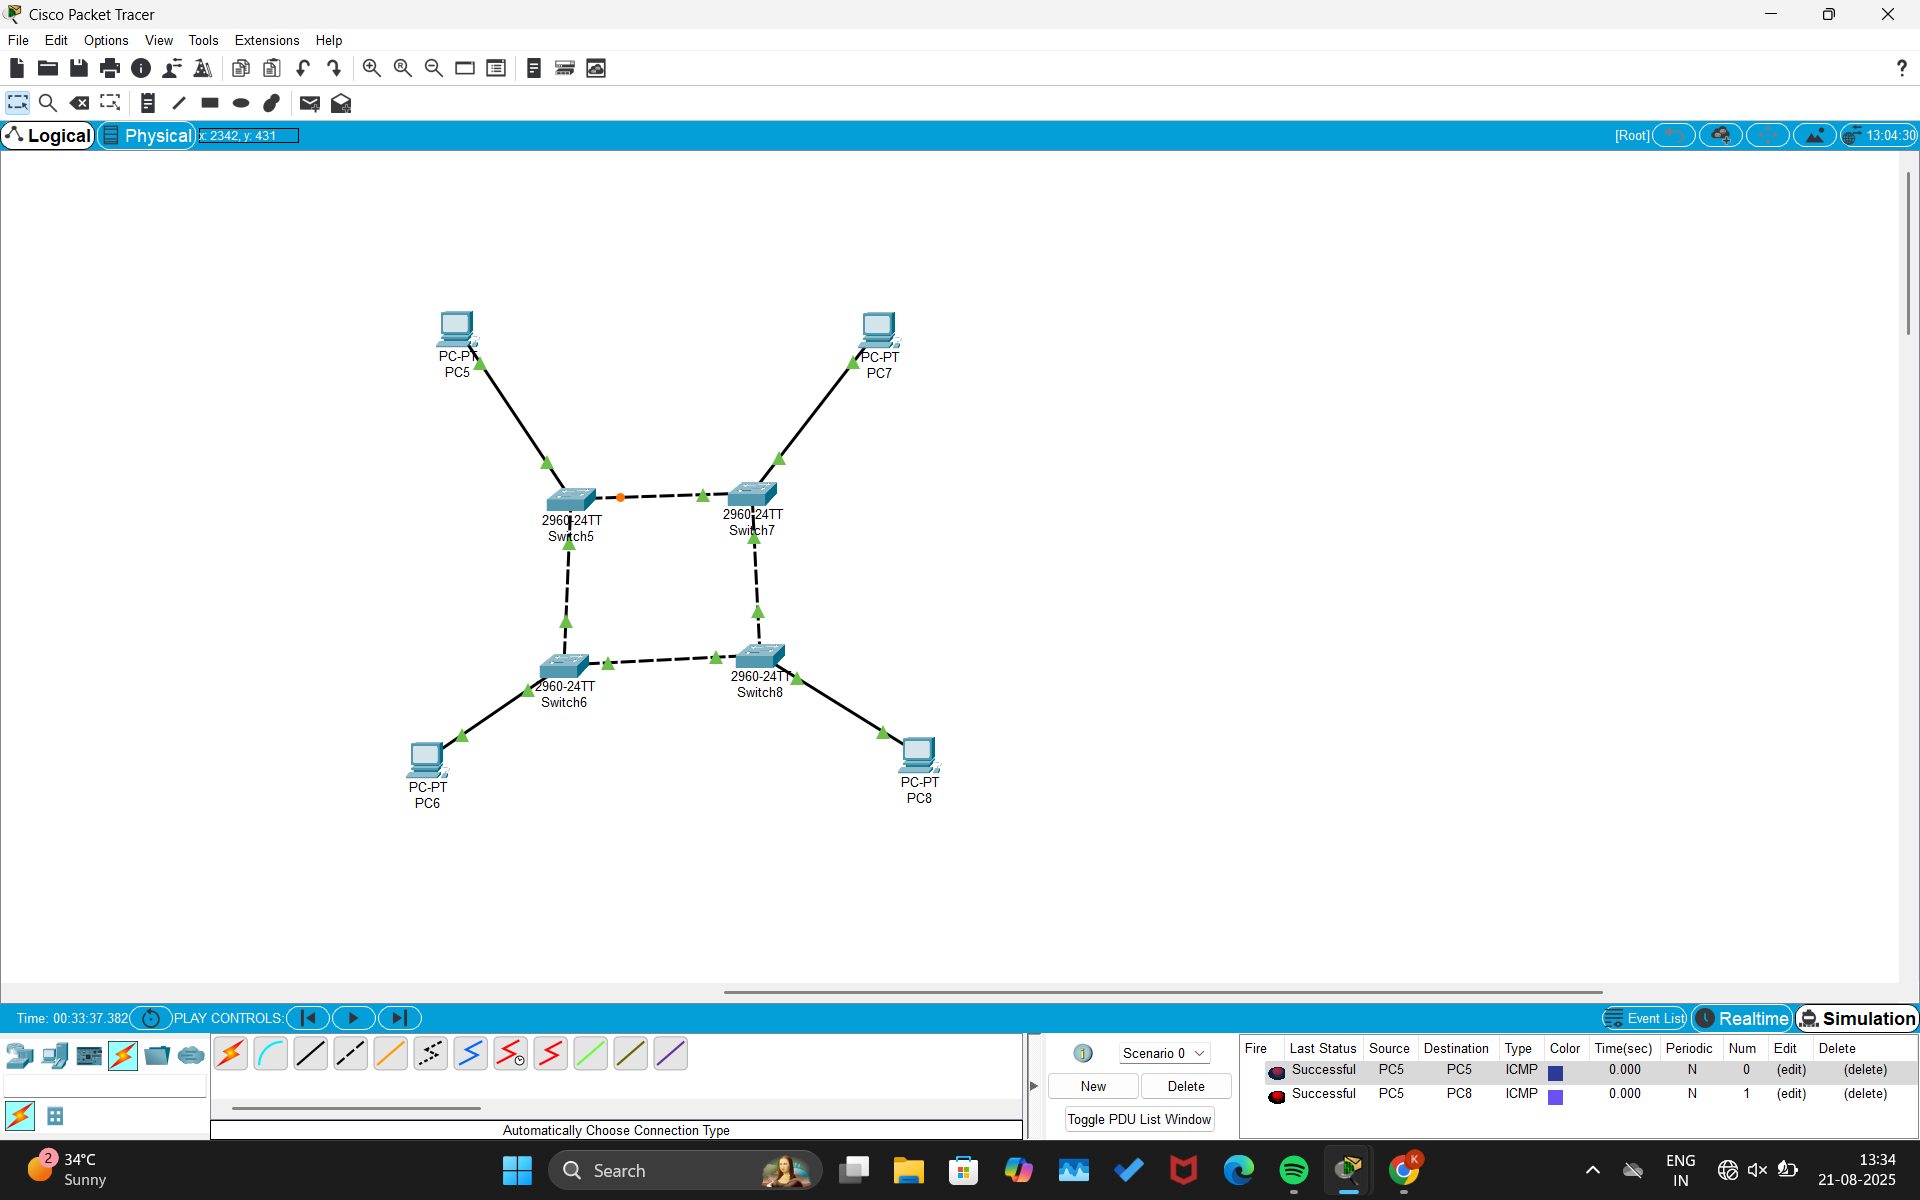 Cisco Packet Tracer
File Edit Options View Tools Extensions Help
?
Logical Physical x: 2342, y: 431 [Root] 13:04:30
PC-PT
PC5
PC-PT
PC7
2960-24TT
Switch5
2960-24TT
Switch7
2960-24TT
Switch6
2960-24TT
Switch8
PC-PT
PC6
PC-PT
PC8
Time: 00:33:37.382 PLAY CONTROLS: Event List Realtime Simulation
Automatically Choose Connection Type
Scenario 0
New Delete
Toggle PDU List Window
Fire Last Status Source Destination Type Color Time(sec) Periodic Num Edit Delete
Successful PC5 PC5 ICMP 0.000 N 0 (edit) (delete)
Successful PC5 PC8 ICMP 0.000 N 1 (edit) (delete)
2 34°C
Sunny
Search
K
ENG
IN
13:34
21-08-2025